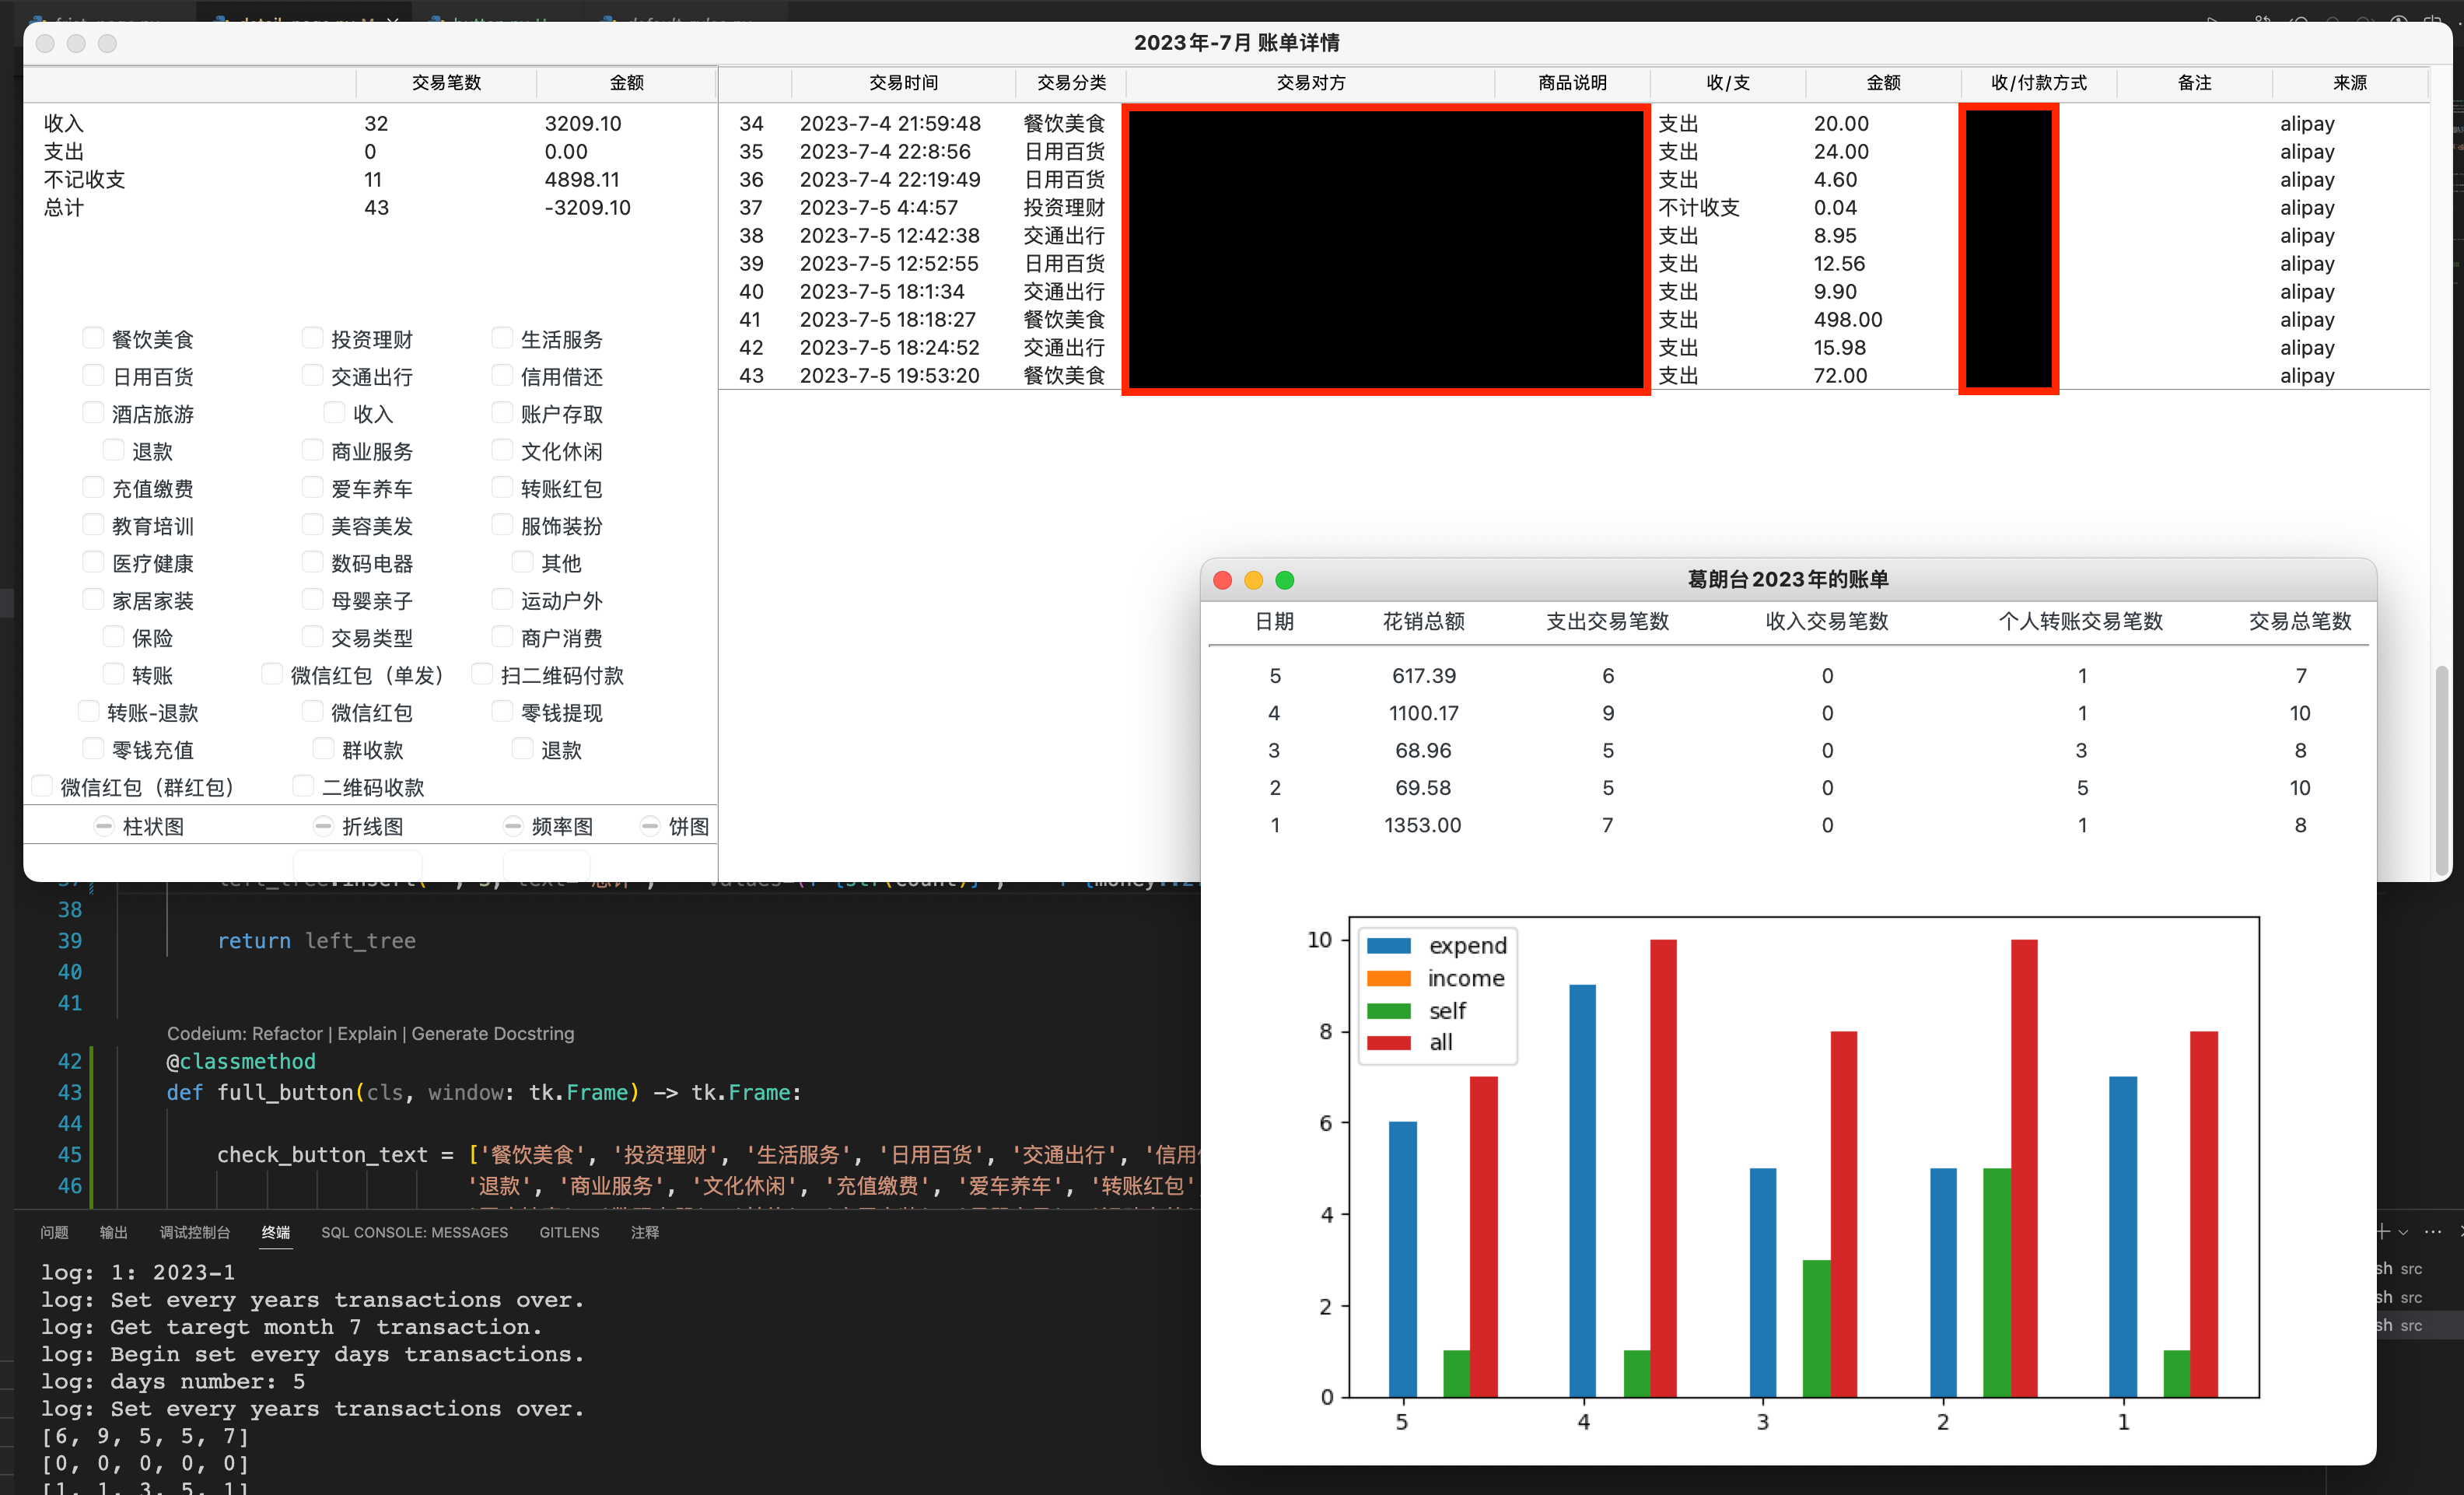 2023年-7月 账单详情
交易笔数 金额
收入 32 3209.10
支出 0 0.00
不记收支 11 4898.11
总计 43 -3209.10
餐饮美食 投资理财 生活服务
日用百货 交通出行 信用借还
酒店旅游 收入 账户存取
退款 商业服务 文化休闲
充值缴费 爱车养车 转账红包
教育培训 美容美发 服饰装扮
医疗健康 数码电器 其他
家居家装 母婴亲子 运动户外
保险 交易类型 商户消费
转账 微信红包（单发） 扫二维码付款
转账-退款 微信红包 零钱提现
零钱充值 群收款 退款
微信红包（群红包） 二维码收款
柱状图 折线图 频率图 饼图
交易时间 交易分类 交易对方 商品说明 收/支 金额 收/付款方式 备注 来源
34 2023-7-4 21:59:48 餐饮美食 支出 20.00 alipay
35 2023-7-4 22:8:56 日用百货 支出 24.00 alipay
36 2023-7-4 22:19:49 日用百货 支出 4.60 alipay
37 2023-7-5 4:4:57 投资理财 不计收支 0.04 alipay
38 2023-7-5 12:42:38 交通出行 支出 8.95 alipay
39 2023-7-5 12:52:55 日用百货 支出 12.56 alipay
40 2023-7-5 18:1:34 交通出行 支出 9.90 alipay
41 2023-7-5 18:18:27 餐饮美食 支出 498.00 alipay
42 2023-7-5 18:24:52 交通出行 支出 15.98 alipay
43 2023-7-5 19:53:20 餐饮美食 支出 72.00 alipay
葛朗台2023年的账单
日期 花销总额 支出交易笔数 收入交易笔数 个人转账交易笔数 交易总笔数
5 617.39 6 0 1 7
4 1100.17 9 0 1 10
3 68.96 5 0 3 8
2 69.58 5 0 5 10
1 1353.00 7 0 1 8
expend
income
self
all
10
8
6
4
2
0
5 4 3 2 1
38
39 return left_tree
40
41
Codeium: Refactor | Explain | Generate Docstring
42 @classmethod
43 def full_button(cls, window: tk.Frame) -> tk.Frame:
44
45 check_button_text = ['餐饮美食', '投资理财', '生活服务', '日用百货', '交通出行', '信用
46 '退款', '商业服务', '文化休闲', '充值缴费', '爱车养车', '转账红包'
问题 输出 调试控制台 终端 SQL CONSOLE: MESSAGES GITLENS 注释
log: 1: 2023-1
log: Set every years transactions over.
log: Get taregt month 7 transaction.
log: Begin set every days transactions.
log: days number: 5
log: Set every years transactions over.
[6, 9, 5, 5, 7]
[0, 0, 0, 0, 0]
[1, 1, 3, 5, 1]
sh src
sh src
sh src